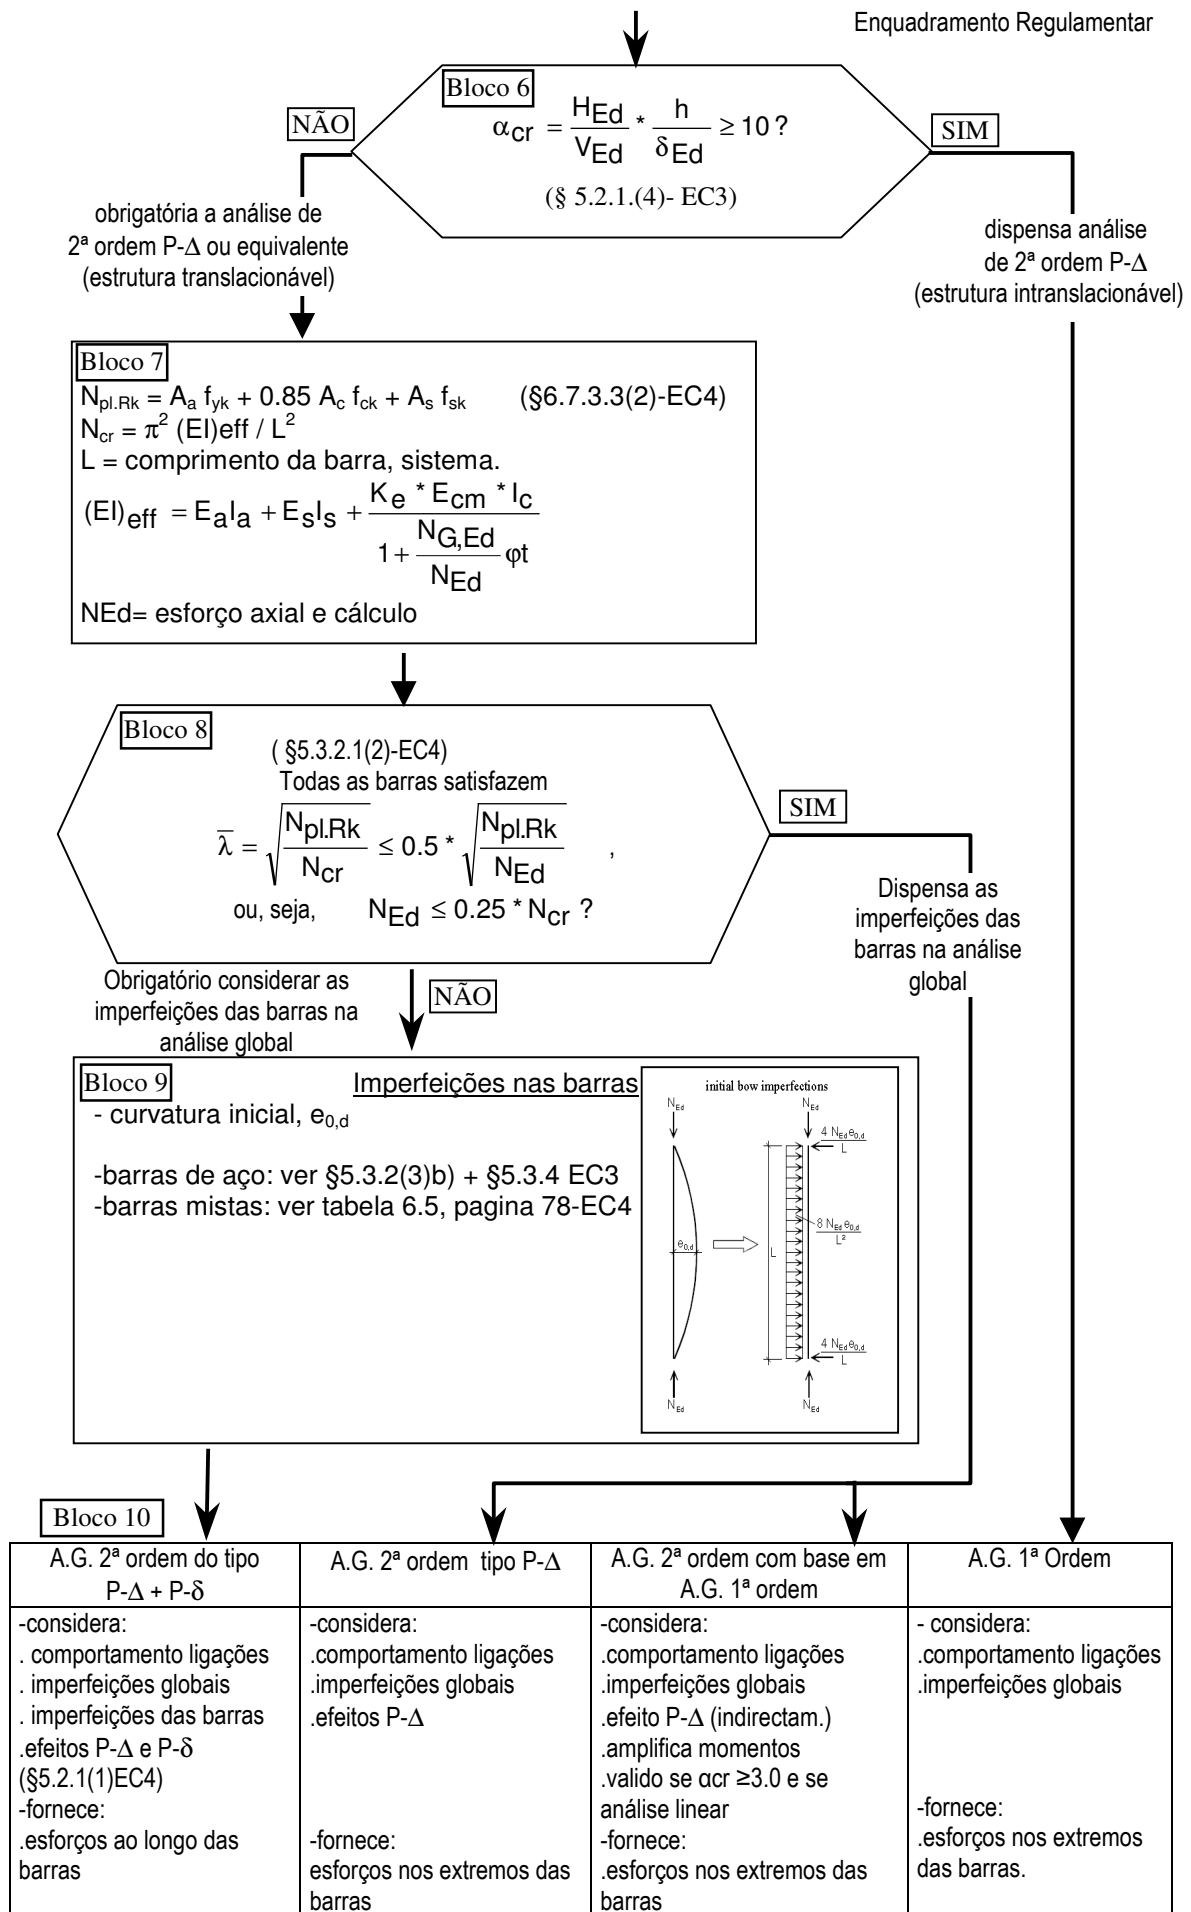 Enquadramento Regulamentar
Bloco 6
NÃO
αcr = HEd/VEd * h/δEd ≥ 10 ?
SIM
(§ 5.2.1.(4)- EC3)
obrigatória a análise de
2ª ordem P-Δ ou equivalente
(estrutura translacionável)
dispensa análise
de 2ª ordem P-Δ
(estrutura intranslacionável)
Bloco 7
Npl.Rk = Aa fyk + 0.85 Ac fck + As fsk (§6.7.3.3(2)-EC4)
Ncr = π² (EI)eff / L²
L = comprimento da barra, sistema.
(EI)eff = EaIa + EsIs + (Ke * Ecm * Ic) / (1 + (NG,Ed/NEd) φt)
NEd= esforço axial e cálculo
Bloco 8
( §5.3.2.1(2)-EC4)
Todas as barras satisfazem
SIM
λ̅ = √(Npl.Rk/Ncr) ≤ 0.5 * √(Npl.Rk/NEd) ,
ou, seja, NEd ≤ 0.25 * Ncr ?
Dispensa as
imperfeições das
barras na análise
global
Obrigatório considerar as
imperfeições das barras na
análise global
NÃO
Bloco 9
Imperfeições nas barras
- curvatura inicial, e0,d
-barras de aço: ver §5.3.2(3)b) + §5.3.4 EC3
-barras mistas: ver tabela 6.5, pagina 78-EC4
initial bow imperfections
NEd
NEd
4 NEd e0,d / L
8 NEd e0,d / L²
e0,d
L
4 NEd e0,d / L
NEd
NEd
Bloco 10
A.G. 2ª ordem do tipo
P-Δ + P-δ
-considera:
. comportamento ligações
. imperfeições globais
. imperfeições das barras
.efeitos P-Δ e P-δ
(§5.2.1(1)EC4)
-fornece:
.esforços ao longo das
barras
A.G. 2ª ordem tipo P-Δ
-considera:
.comportamento ligações
.imperfeições globais
.efeitos P-Δ
-fornece:
esforços nos extremos das
barras
A.G. 2ª ordem com base em
A.G. 1ª ordem
-considera:
.comportamento ligações
.imperfeições globais
.efeito P-Δ (indirectam.)
.amplifica momentos
.valido se αcr ≥3.0 e se
análise linear
-fornece:
.esforços nos extremos das
barras
A.G. 1ª Ordem
- considera:
.comportamento ligações
.imperfeições globais
-fornece:
.esforços nos extremos
das barras.